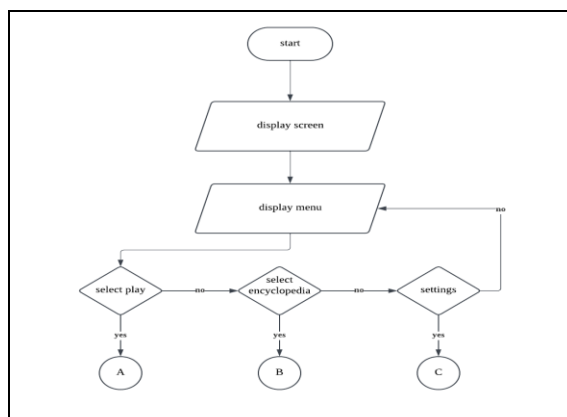 start
display screen
display menu
no
select play
no
select
encyclopedia
no
settings
yes
yes
yes
A
B
C